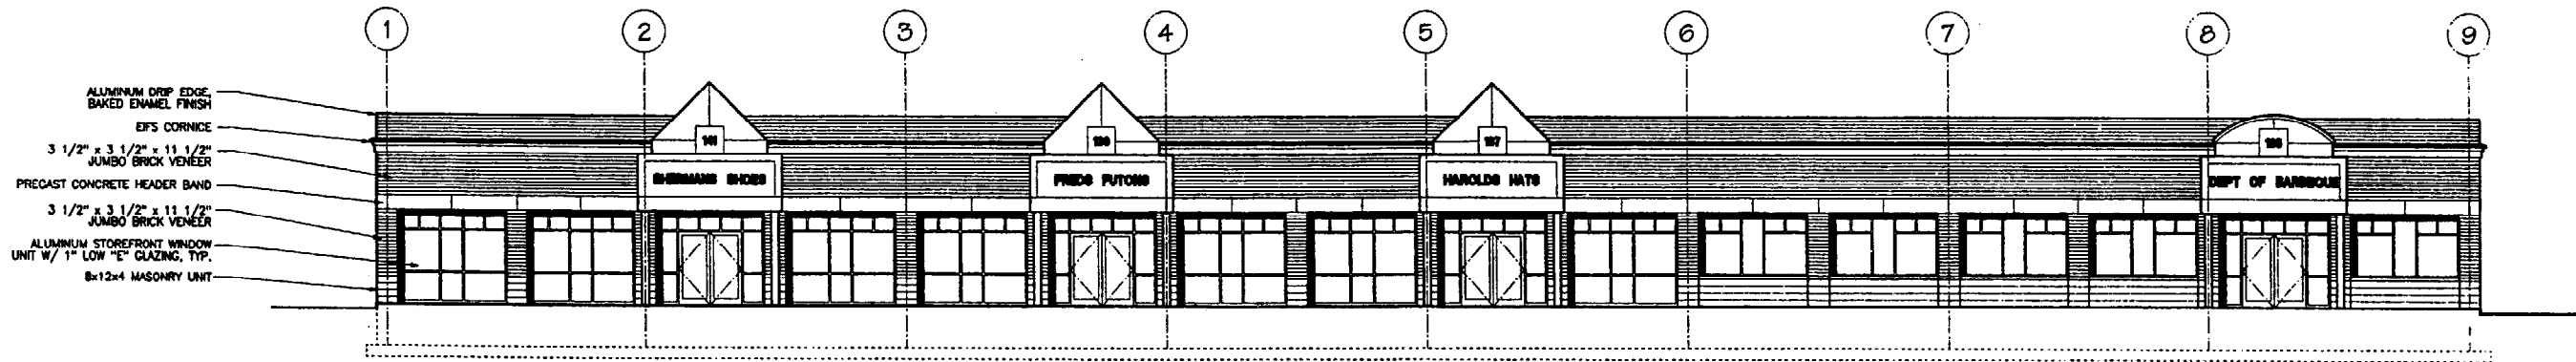 1 2 3 4 5 6 7 8 9
ALUMINUM DRIP EDGE,
BAKED ENAMEL FINISH
EIFS CORNICE
3 1/2" x 3 1/2" x 11 1/2"
JUMBO BRICK VENEER
PRECAST CONCRETE HEADER BAND
3 1/2" x 3 1/2" x 11 1/2"
JUMBO BRICK VENEER
ALUMINUM STOREFRONT WINDOW
UNIT W/ 1" LOW "E" GLAZING, TYP.
8x12x4 MASONRY UNIT
141
SHERMANS SHOES
FREDS FUTONS
HAROLDS HATS
DEPT OF BARBEQUE